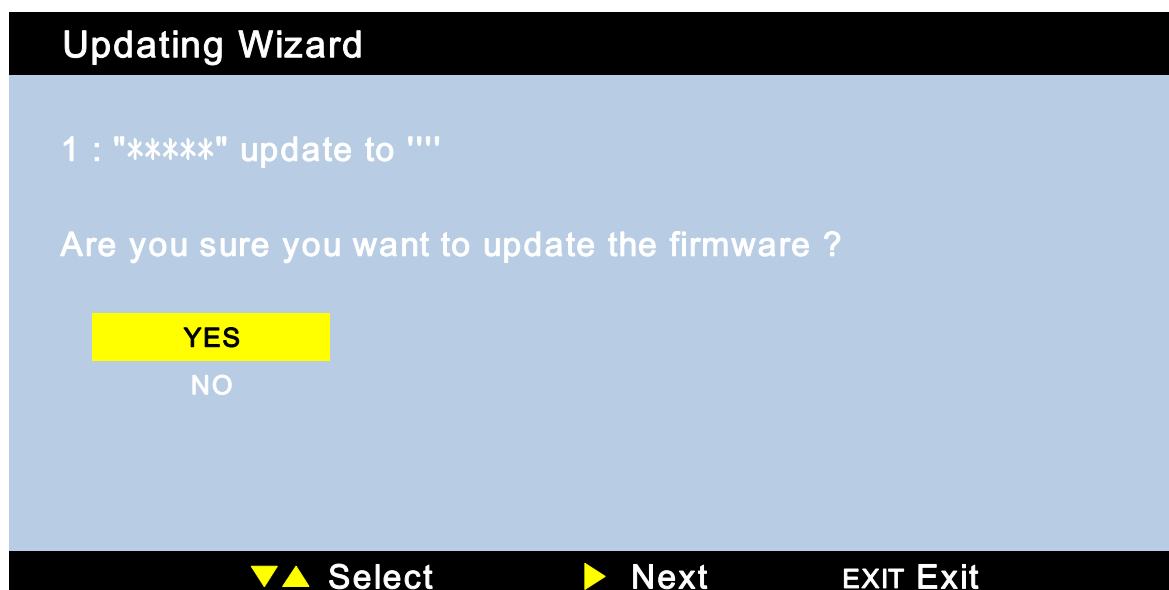 Updating Wizard
1 : "*****" update to ''''
Are you sure you want to update the firmware ?
YES
NO
▼▲ Select ▶ Next EXIT Exit